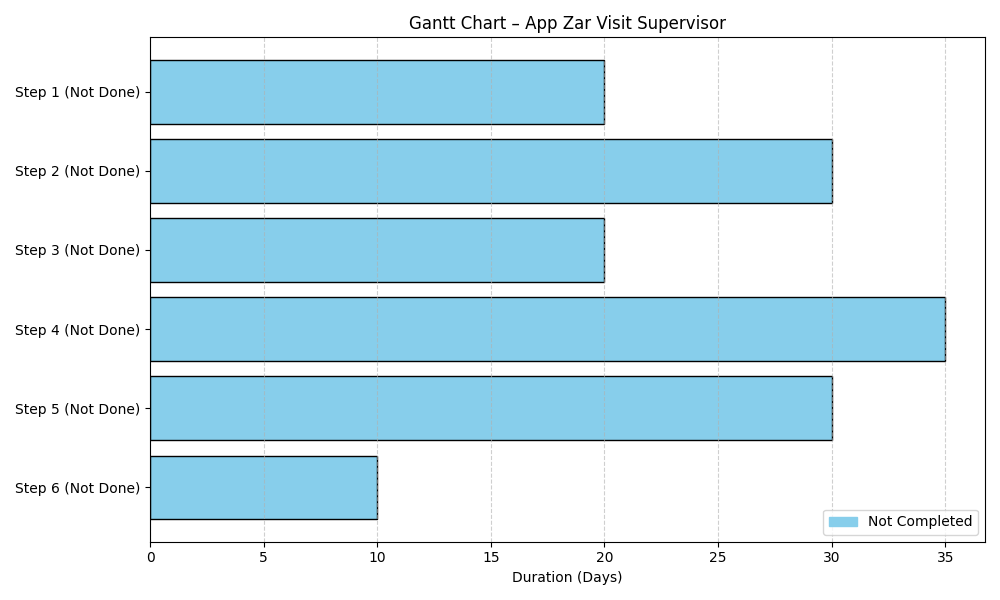 Gantt Chart – App Zar Visit Supervisor
Step 1 (Not Done)
Step 2 (Not Done)
Step 3 (Not Done)
Step 4 (Not Done)
Step 5 (Not Done)
Step 6 (Not Done)
Not Completed
0 5 10 15 20 25 30 35
Duration (Days)